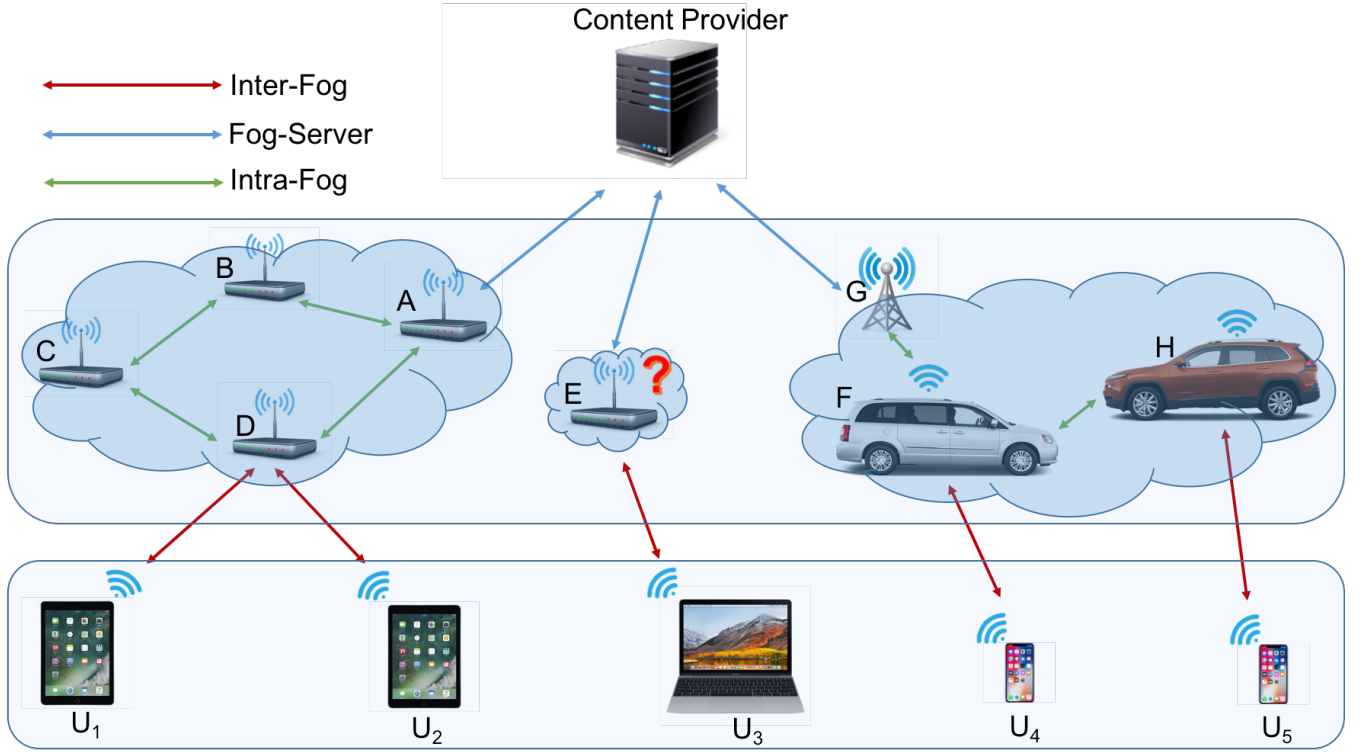 Content Provider
Inter-Fog
Fog-Server
Intra-Fog
B
A
C
D
E
?
G
F
H
U₁
U₂
U₃
U₄
U₅